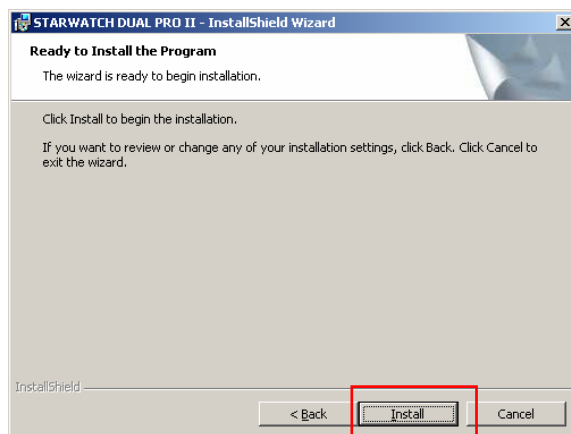 STARWATCH DUAL PRO II - InstallShield Wizard
Ready to Install the Program
The wizard is ready to begin installation.
Click Install to begin the installation.
If you want to review or change any of your installation settings, click Back. Click Cancel to
exit the wizard.
InstallShield
< Back Install Cancel